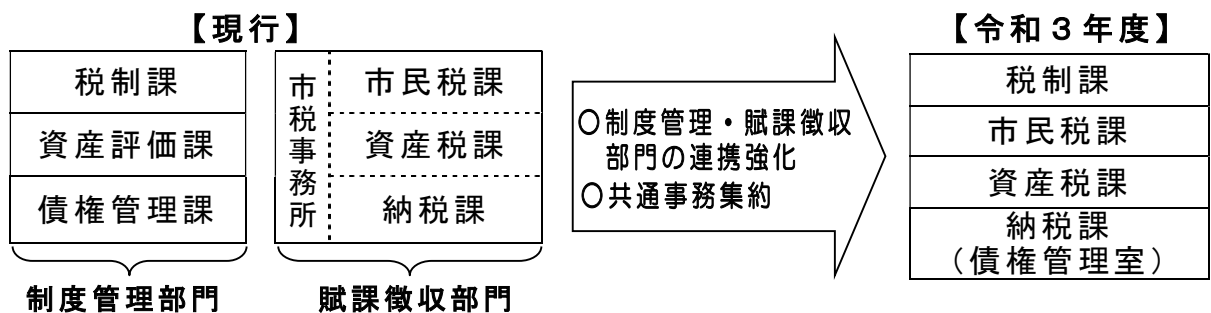 【現行】
税制課
資産評価課
債権管理課
制度管理部門
市税事務所
市民税課
資産税課
納税課
賦課徴収部門
○制度管理・賦課徴収
部門の連携強化
○共通事務集約
【令和3年度】
税制課
市民税課
資産税課
納税課
(債権管理室)